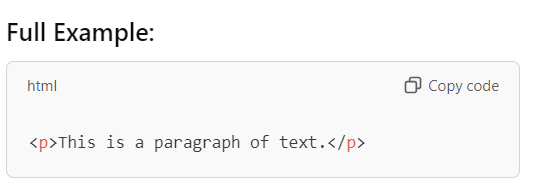 Full Example:
html Copy code
<p>This is a paragraph of text.</p>